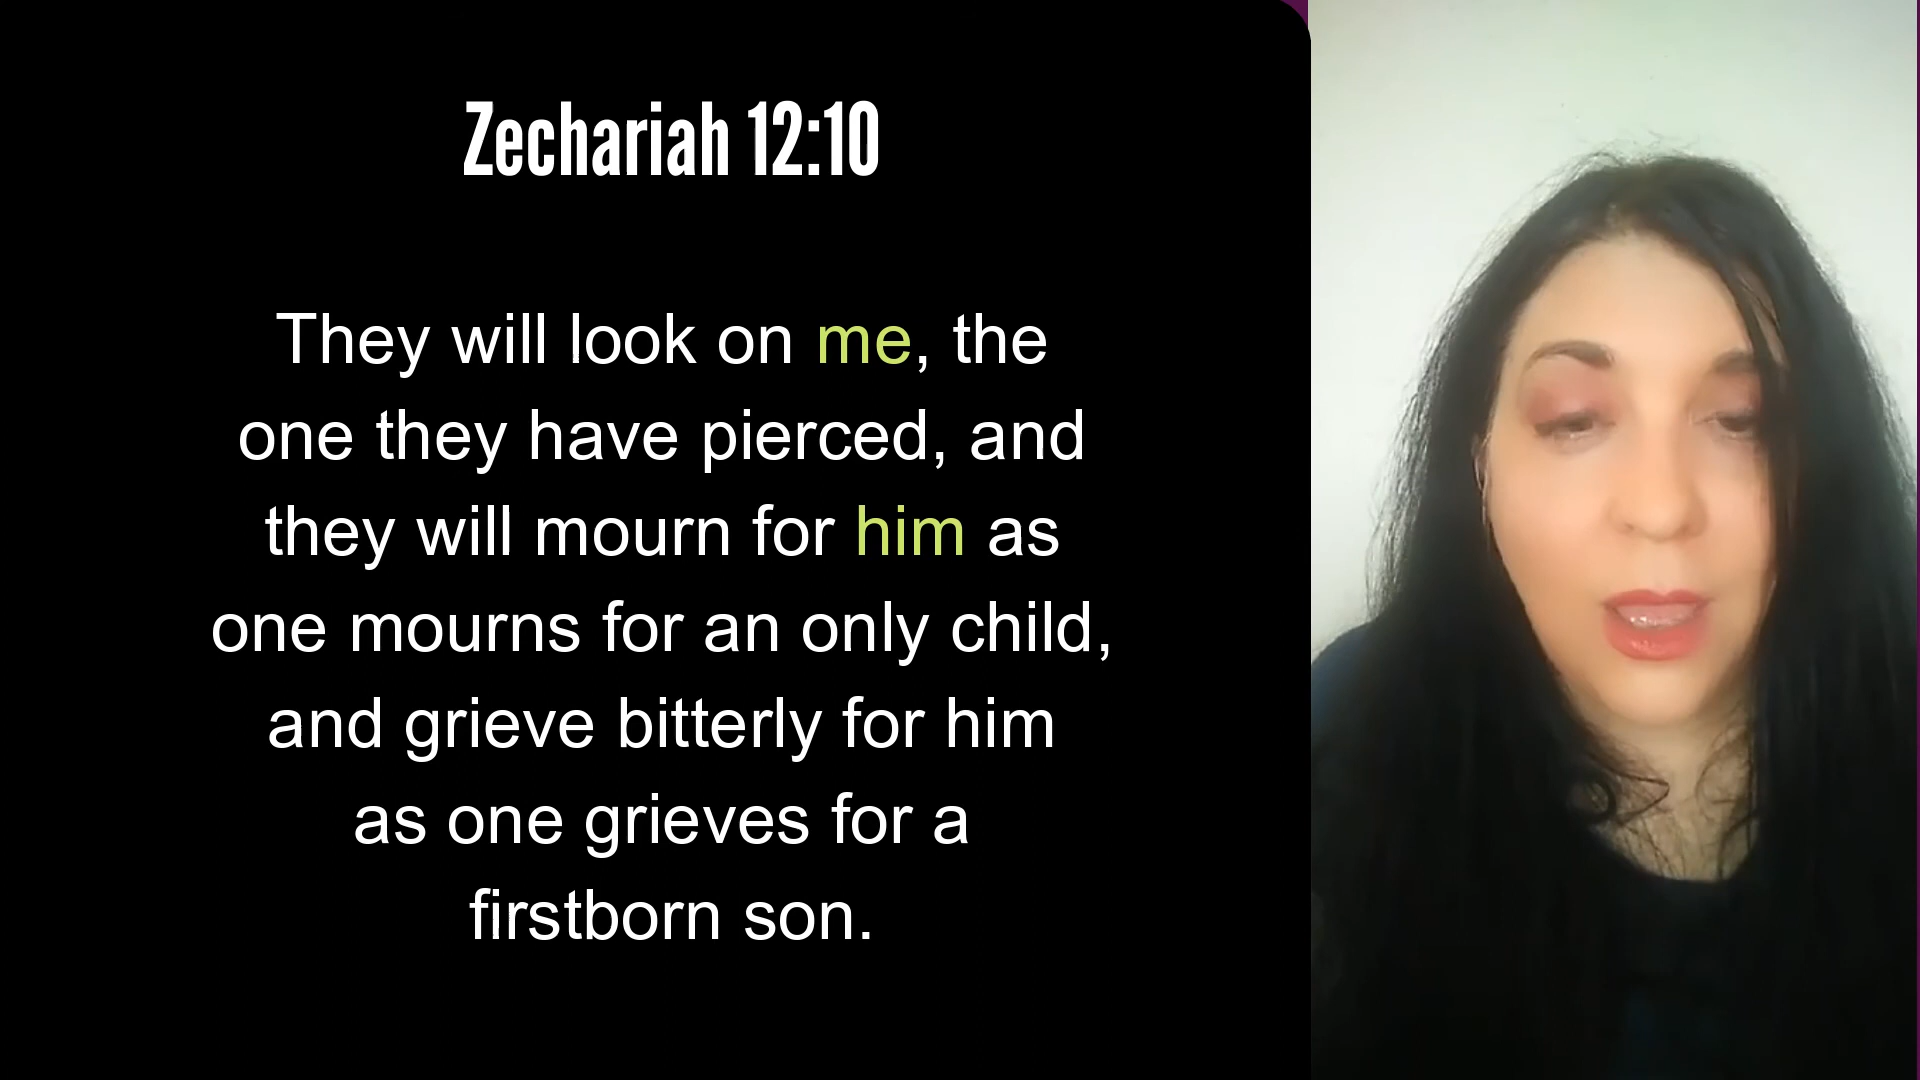 Zechariah 12:10
They will look on me, the
one they have pierced, and
they will mourn for him as
one mourns for an only child,
and grieve bitterly for him
as one grieves for a
firstborn son.